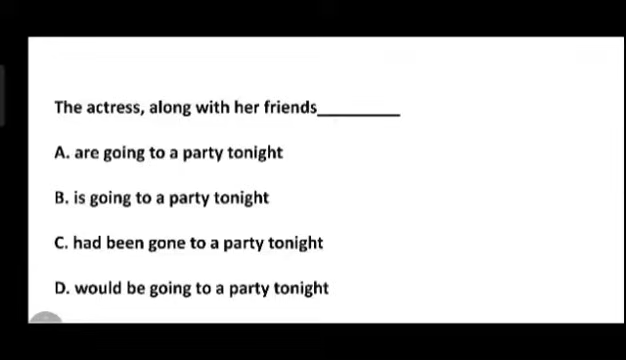 The actress, along with her friends_________
A. are going to a party tonight
B. is going to a party tonight
C. had been gone to a party tonight
D. would be going to a party tonight